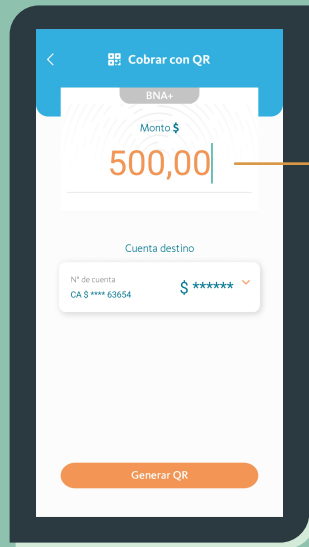 Cobrar con QR
BNA+
Monto $
500,00
Cuenta destino
N° de cuenta
CA $ **** 63654
$ ******
Generar QR